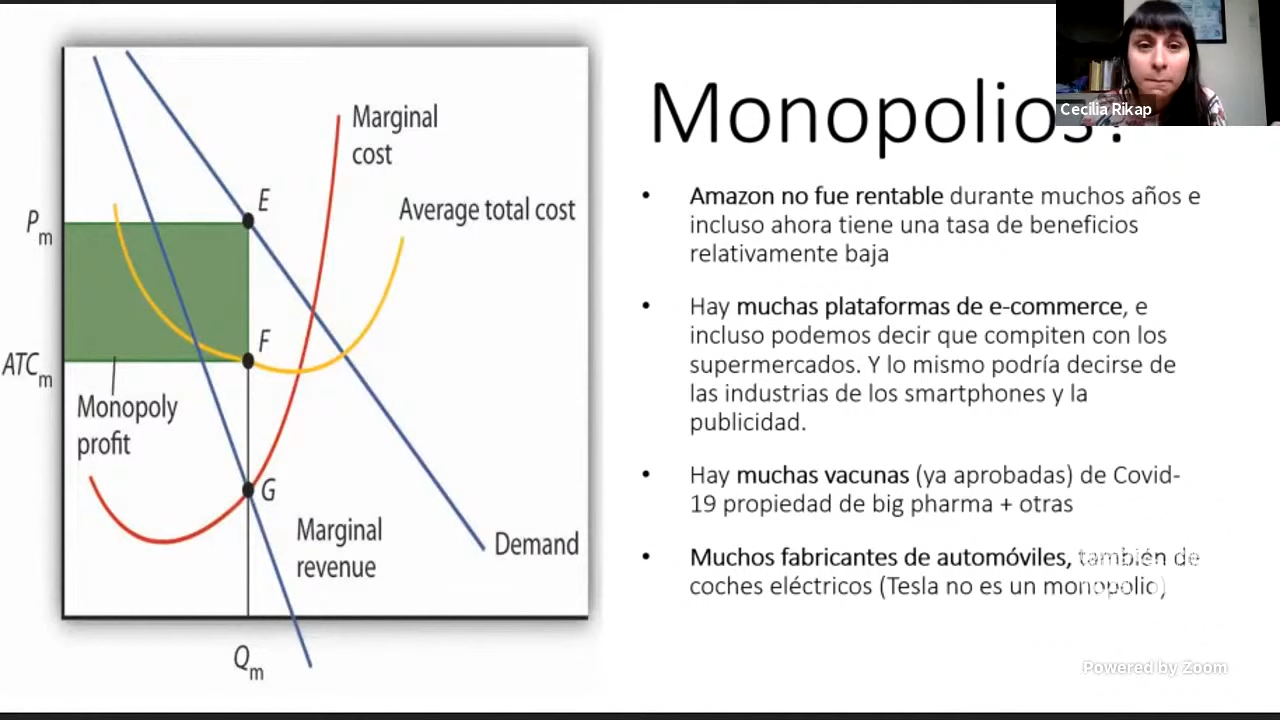 Marginal
cost
E
Average total cost
P
m
F
ATC
m
Monopoly
profit
G
Marginal
revenue
Demand
Q
m
Monopolios?
Cecilia Rikap
• Amazon no fue rentable durante muchos años e
incluso ahora tiene una tasa de beneficios
relativamente baja
• Hay muchas plataformas de e-commerce, e
incluso podemos decir que compiten con los
supermercados. Y lo mismo podría decirse de
las industrias de los smartphones y la
publicidad.
• Hay muchas vacunas (ya aprobadas) de Covid-
19 propiedad de big pharma + otras
• Muchos fabricantes de automóviles, también de
coches eléctricos (Tesla no es un monopolio)
Powered by Zoom